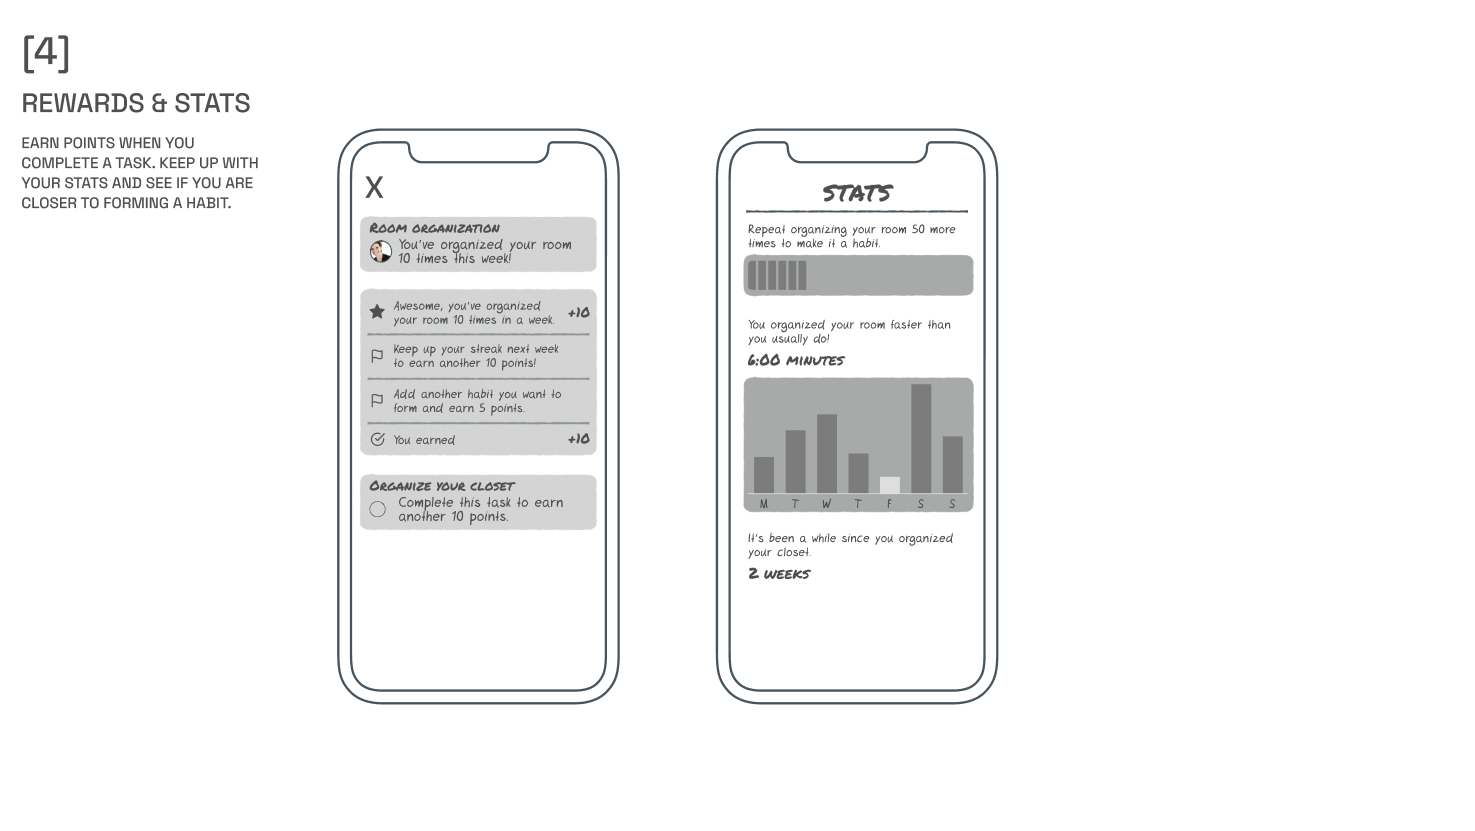 [4]
REWARDS & STATS
EARN POINTS WHEN YOU
COMPLETE A TASK. KEEP UP WITH
YOUR STATS AND SEE IF YOU ARE
CLOSER TO FORMING A HABIT.
X
ROOM ORGANIZATION
You've organized your room
10 times this week!
Awesome, you've organized
your room 10 times in a week.
+10
Keep up your streak next week
to earn another 10 points!
Add another habit you want to
form and earn 5 points.
You earned
+10
ORGANIZE YOUR CLOSET
Complete this task to earn
another 10 points.
STATS
Repeat organizing your room 50 more
times to make it a habit.
You organized your room faster than
you usually do!
6:00 MINUTES
M T W T F S S
It's been a while since you organized
your closet.
2 WEEKS